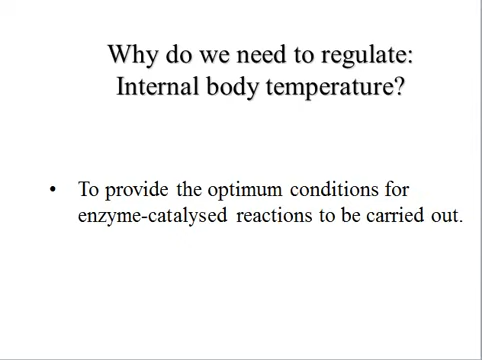 Why do we need to regulate:
Internal body temperature?
• To provide the optimum conditions for
enzyme-catalysed reactions to be carried out.